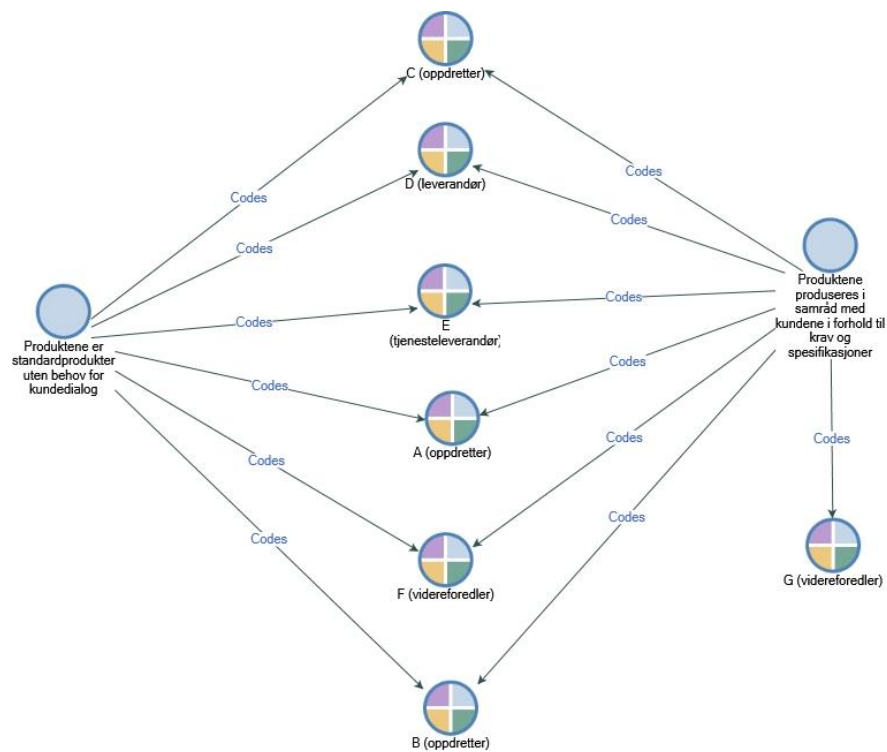 C (oppdretter)
Codes
Codes
D (leverandør)
Codes
Codes
Codes
Codes
E
(tjenesteleverandør)
Produktene er
standardprodukter
uten behov for
kundedialog
Produktene
produseres i
samråd med
kundene i forhold til
krav og
spesifikasjoner
Codes
Codes
A (oppdretter)
Codes
Codes
Codes
Codes
Codes
F (videreforedler)
G (videreforedler)
B (oppdretter)